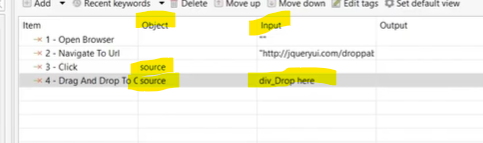 Add Recent keywords Delete Move up Move down Edit tags Set default view
Item Object Input Output
1 - Open Browser ""
2 - Navigate To Url "http://jqueryui.com/droppab
3 - Click source
4 - Drag And Drop To O source div_Drop here